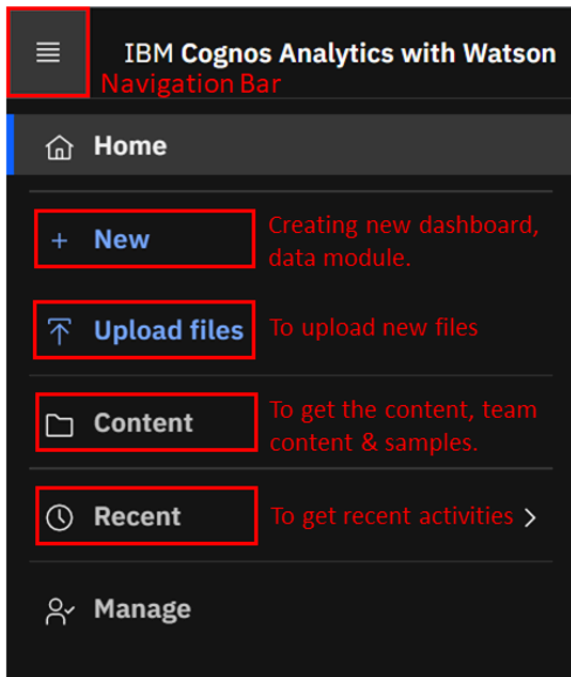 IBM Cognos Analytics with Watson
Navigation Bar
Home
New
Creating new dashboard,
data module.
Upload files
To upload new files
Content
To get the content, team
content & samples.
Recent
To get recent activities
Manage